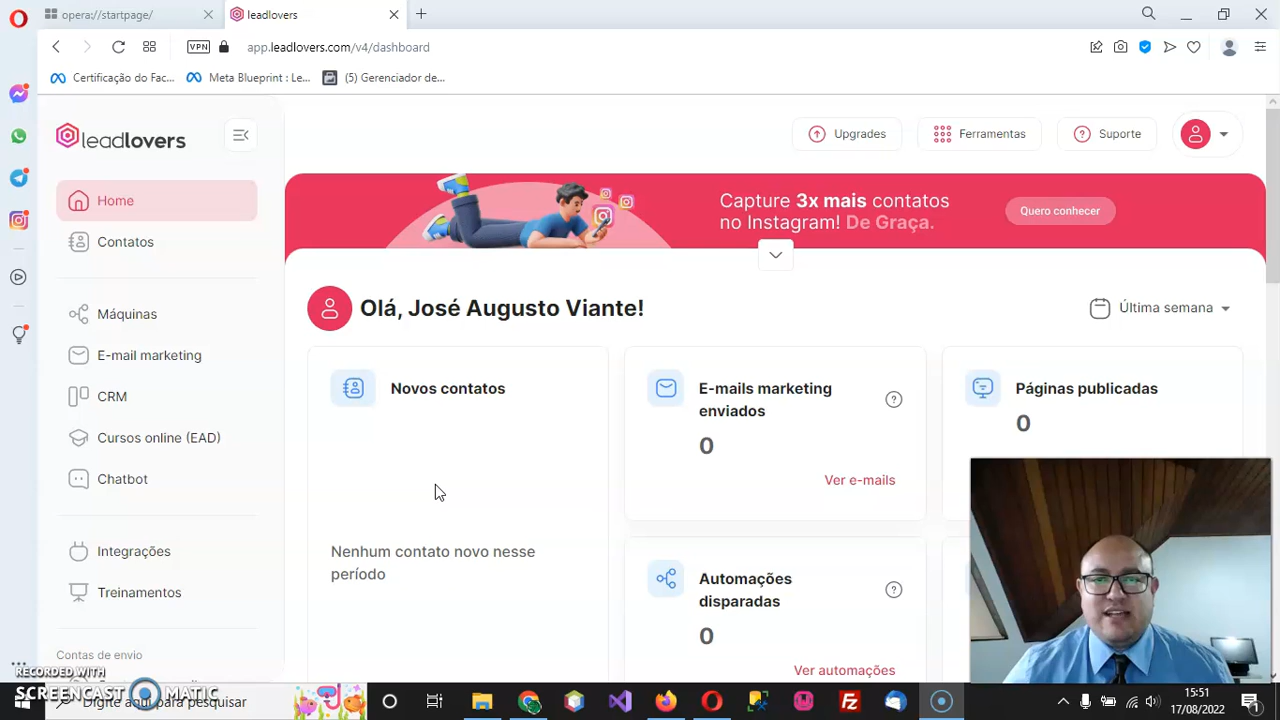 opera://startpage/
leadlovers
VPN
app.leadlovers.com/v4/dashboard
Certificação do Fac...
Meta Blueprint : Le...
(5) Gerenciador de...
leadlovers
Upgrades
Ferramentas
Suporte
Home
Contatos
Máquinas
E-mail marketing
CRM
Cursos online (EAD)
Chatbot
Integrações
Treinamentos
Contas de envio
Capture 3x mais contatos
no Instagram! De Graça.
Quero conhecer
Olá, José Augusto Viante!
Última semana
Novos contatos
Nenhum contato novo nesse
período
E-mails marketing
enviados
0
Ver e-mails
Páginas publicadas
0
Automações
disparadas
0
Ver automações
RECORDED WITH
SCREENCAST MATIC
Digite aqui para pesquisar
15:51
17/08/2022
1